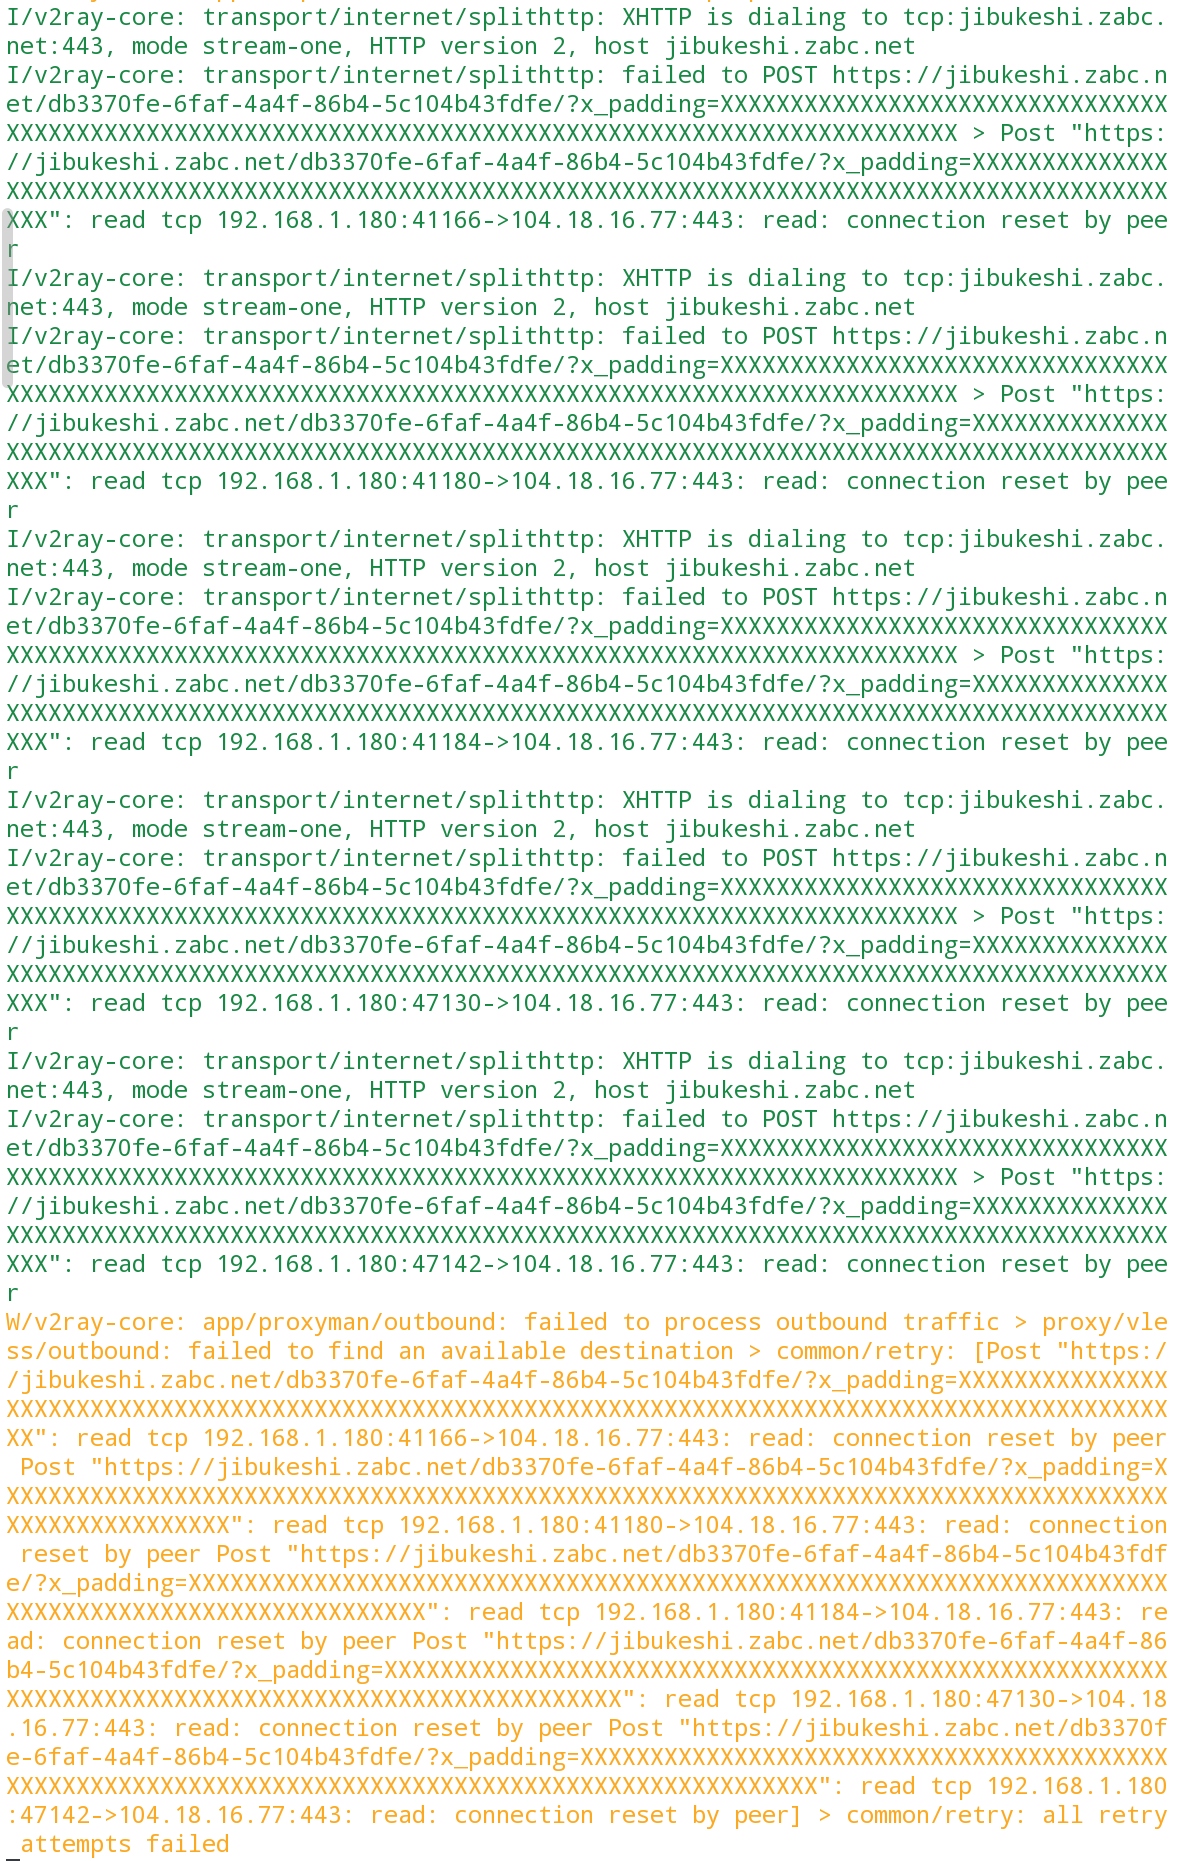 I/v2ray-core: transport/internet/splithttp: XHTTP is dialing to tcp:jibukeshi.zabc.
net:443, mode stream-one, HTTP version 2, host jibukeshi.zabc.net
I/v2ray-core: transport/internet/splithttp: failed to POST https://jibukeshi.zabc.n
et/db3370fe-6faf-4a4f-86b4-5c104b43fdfe/?x_padding=XXXXXXXXXXXXXXXXXXXXXXXXXXXXXXXX
XXXXXXXXXXXXXXXXXXXXXXXXXXXXXXXXXXXXXXXXXXXXXXXXXXXXXXXXXXXXXXXXXXXX > Post "https:
//jibukeshi.zabc.net/db3370fe-6faf-4a4f-86b4-5c104b43fdfe/?x_padding=XXXXXXXXXXXXXX
XXXXXXXXXXXXXXXXXXXXXXXXXXXXXXXXXXXXXXXXXXXXXXXXXXXXXXXXXXXXXXXXXXXXXXXXXXXXXXXXXXX
XXX": read tcp 192.168.1.180:41166->104.18.16.77:443: read: connection reset by pee
r
I/v2ray-core: transport/internet/splithttp: XHTTP is dialing to tcp:jibukeshi.zabc.
net:443, mode stream-one, HTTP version 2, host jibukeshi.zabc.net
I/v2ray-core: transport/internet/splithttp: failed to POST https://jibukeshi.zabc.n
et/db3370fe-6faf-4a4f-86b4-5c104b43fdfe/?x_padding=XXXXXXXXXXXXXXXXXXXXXXXXXXXXXXXX
XXXXXXXXXXXXXXXXXXXXXXXXXXXXXXXXXXXXXXXXXXXXXXXXXXXXXXXXXXXXXXXXXXXX > Post "https:
//jibukeshi.zabc.net/db3370fe-6faf-4a4f-86b4-5c104b43fdfe/?x_padding=XXXXXXXXXXXXXX
XXXXXXXXXXXXXXXXXXXXXXXXXXXXXXXXXXXXXXXXXXXXXXXXXXXXXXXXXXXXXXXXXXXXXXXXXXXXXXXXXXX
XXX": read tcp 192.168.1.180:41180->104.18.16.77:443: read: connection reset by pee
r
I/v2ray-core: transport/internet/splithttp: XHTTP is dialing to tcp:jibukeshi.zabc.
net:443, mode stream-one, HTTP version 2, host jibukeshi.zabc.net
I/v2ray-core: transport/internet/splithttp: failed to POST https://jibukeshi.zabc.n
et/db3370fe-6faf-4a4f-86b4-5c104b43fdfe/?x_padding=XXXXXXXXXXXXXXXXXXXXXXXXXXXXXXXX
XXXXXXXXXXXXXXXXXXXXXXXXXXXXXXXXXXXXXXXXXXXXXXXXXXXXXXXXXXXXXXXXXXXX > Post "https:
//jibukeshi.zabc.net/db3370fe-6faf-4a4f-86b4-5c104b43fdfe/?x_padding=XXXXXXXXXXXXXX
XXXXXXXXXXXXXXXXXXXXXXXXXXXXXXXXXXXXXXXXXXXXXXXXXXXXXXXXXXXXXXXXXXXXXXXXXXXXXXXXXXX
XXX": read tcp 192.168.1.180:41184->104.18.16.77:443: read: connection reset by pee
r
I/v2ray-core: transport/internet/splithttp: XHTTP is dialing to tcp:jibukeshi.zabc.
net:443, mode stream-one, HTTP version 2, host jibukeshi.zabc.net
I/v2ray-core: transport/internet/splithttp: failed to POST https://jibukeshi.zabc.n
et/db3370fe-6faf-4a4f-86b4-5c104b43fdfe/?x_padding=XXXXXXXXXXXXXXXXXXXXXXXXXXXXXXXX
XXXXXXXXXXXXXXXXXXXXXXXXXXXXXXXXXXXXXXXXXXXXXXXXXXXXXXXXXXXXXXXXXXXX > Post "https:
//jibukeshi.zabc.net/db3370fe-6faf-4a4f-86b4-5c104b43fdfe/?x_padding=XXXXXXXXXXXXXX
XXXXXXXXXXXXXXXXXXXXXXXXXXXXXXXXXXXXXXXXXXXXXXXXXXXXXXXXXXXXXXXXXXXXXXXXXXXXXXXXXXX
XXX": read tcp 192.168.1.180:47130->104.18.16.77:443: read: connection reset by pee
r
I/v2ray-core: transport/internet/splithttp: XHTTP is dialing to tcp:jibukeshi.zabc.
net:443, mode stream-one, HTTP version 2, host jibukeshi.zabc.net
I/v2ray-core: transport/internet/splithttp: failed to POST https://jibukeshi.zabc.n
et/db3370fe-6faf-4a4f-86b4-5c104b43fdfe/?x_padding=XXXXXXXXXXXXXXXXXXXXXXXXXXXXXXXX
XXXXXXXXXXXXXXXXXXXXXXXXXXXXXXXXXXXXXXXXXXXXXXXXXXXXXXXXXXXXXXXXXXXX > Post "https:
//jibukeshi.zabc.net/db3370fe-6faf-4a4f-86b4-5c104b43fdfe/?x_padding=XXXXXXXXXXXXXX
XXXXXXXXXXXXXXXXXXXXXXXXXXXXXXXXXXXXXXXXXXXXXXXXXXXXXXXXXXXXXXXXXXXXXXXXXXXXXXXXXXX
XXX": read tcp 192.168.1.180:47142->104.18.16.77:443: read: connection reset by pee
r
W/v2ray-core: app/proxyman/outbound: failed to process outbound traffic > proxy/vle
ss/outbound: failed to find an available destination > common/retry: [Post "https:/
/jibukeshi.zabc.net/db3370fe-6faf-4a4f-86b4-5c104b43fdfe/?x_padding=XXXXXXXXXXXXXXX
XXXXXXXXXXXXXXXXXXXXXXXXXXXXXXXXXXXXXXXXXXXXXXXXXXXXXXXXXXXXXXXXXXXXXXXXXXXXXXXXXXX
XX": read tcp 192.168.1.180:41166->104.18.16.77:443: read: connection reset by peer
 Post "https://jibukeshi.zabc.net/db3370fe-6faf-4a4f-86b4-5c104b43fdfe/?x_padding=X
XXXXXXXXXXXXXXXXXXXXXXXXXXXXXXXXXXXXXXXXXXXXXXXXXXXXXXXXXXXXXXXXXXXXXXXXXXXXXXXXXXX
XXXXXXXXXXXXXXXX": read tcp 192.168.1.180:41180->104.18.16.77:443: read: connection
 reset by peer Post "https://jibukeshi.zabc.net/db3370fe-6faf-4a4f-86b4-5c104b43fdf
e/?x_padding=XXXXXXXXXXXXXXXXXXXXXXXXXXXXXXXXXXXXXXXXXXXXXXXXXXXXXXXXXXXXXXXXXXXXXX
XXXXXXXXXXXXXXXXXXXXXXXXXXXXXX": read tcp 192.168.1.180:41184->104.18.16.77:443: re
ad: connection reset by peer Post "https://jibukeshi.zabc.net/db3370fe-6faf-4a4f-86
b4-5c104b43fdfe/?x_padding=XXXXXXXXXXXXXXXXXXXXXXXXXXXXXXXXXXXXXXXXXXXXXXXXXXXXXXXX
XXXXXXXXXXXXXXXXXXXXXXXXXXXXXXXXXXXXXXXXXXXX": read tcp 192.168.1.180:47130->104.18
.16.77:443: read: connection reset by peer Post "https://jibukeshi.zabc.net/db3370f
e-6faf-4a4f-86b4-5c104b43fdfe/?x_padding=XXXXXXXXXXXXXXXXXXXXXXXXXXXXXXXXXXXXXXXXXX
XXXXXXXXXXXXXXXXXXXXXXXXXXXXXXXXXXXXXXXXXXXXXXXXXXXXXXXXXX": read tcp 192.168.1.180
:47142->104.18.16.77:443: read: connection reset by peer] > common/retry: all retry
 attempts failed